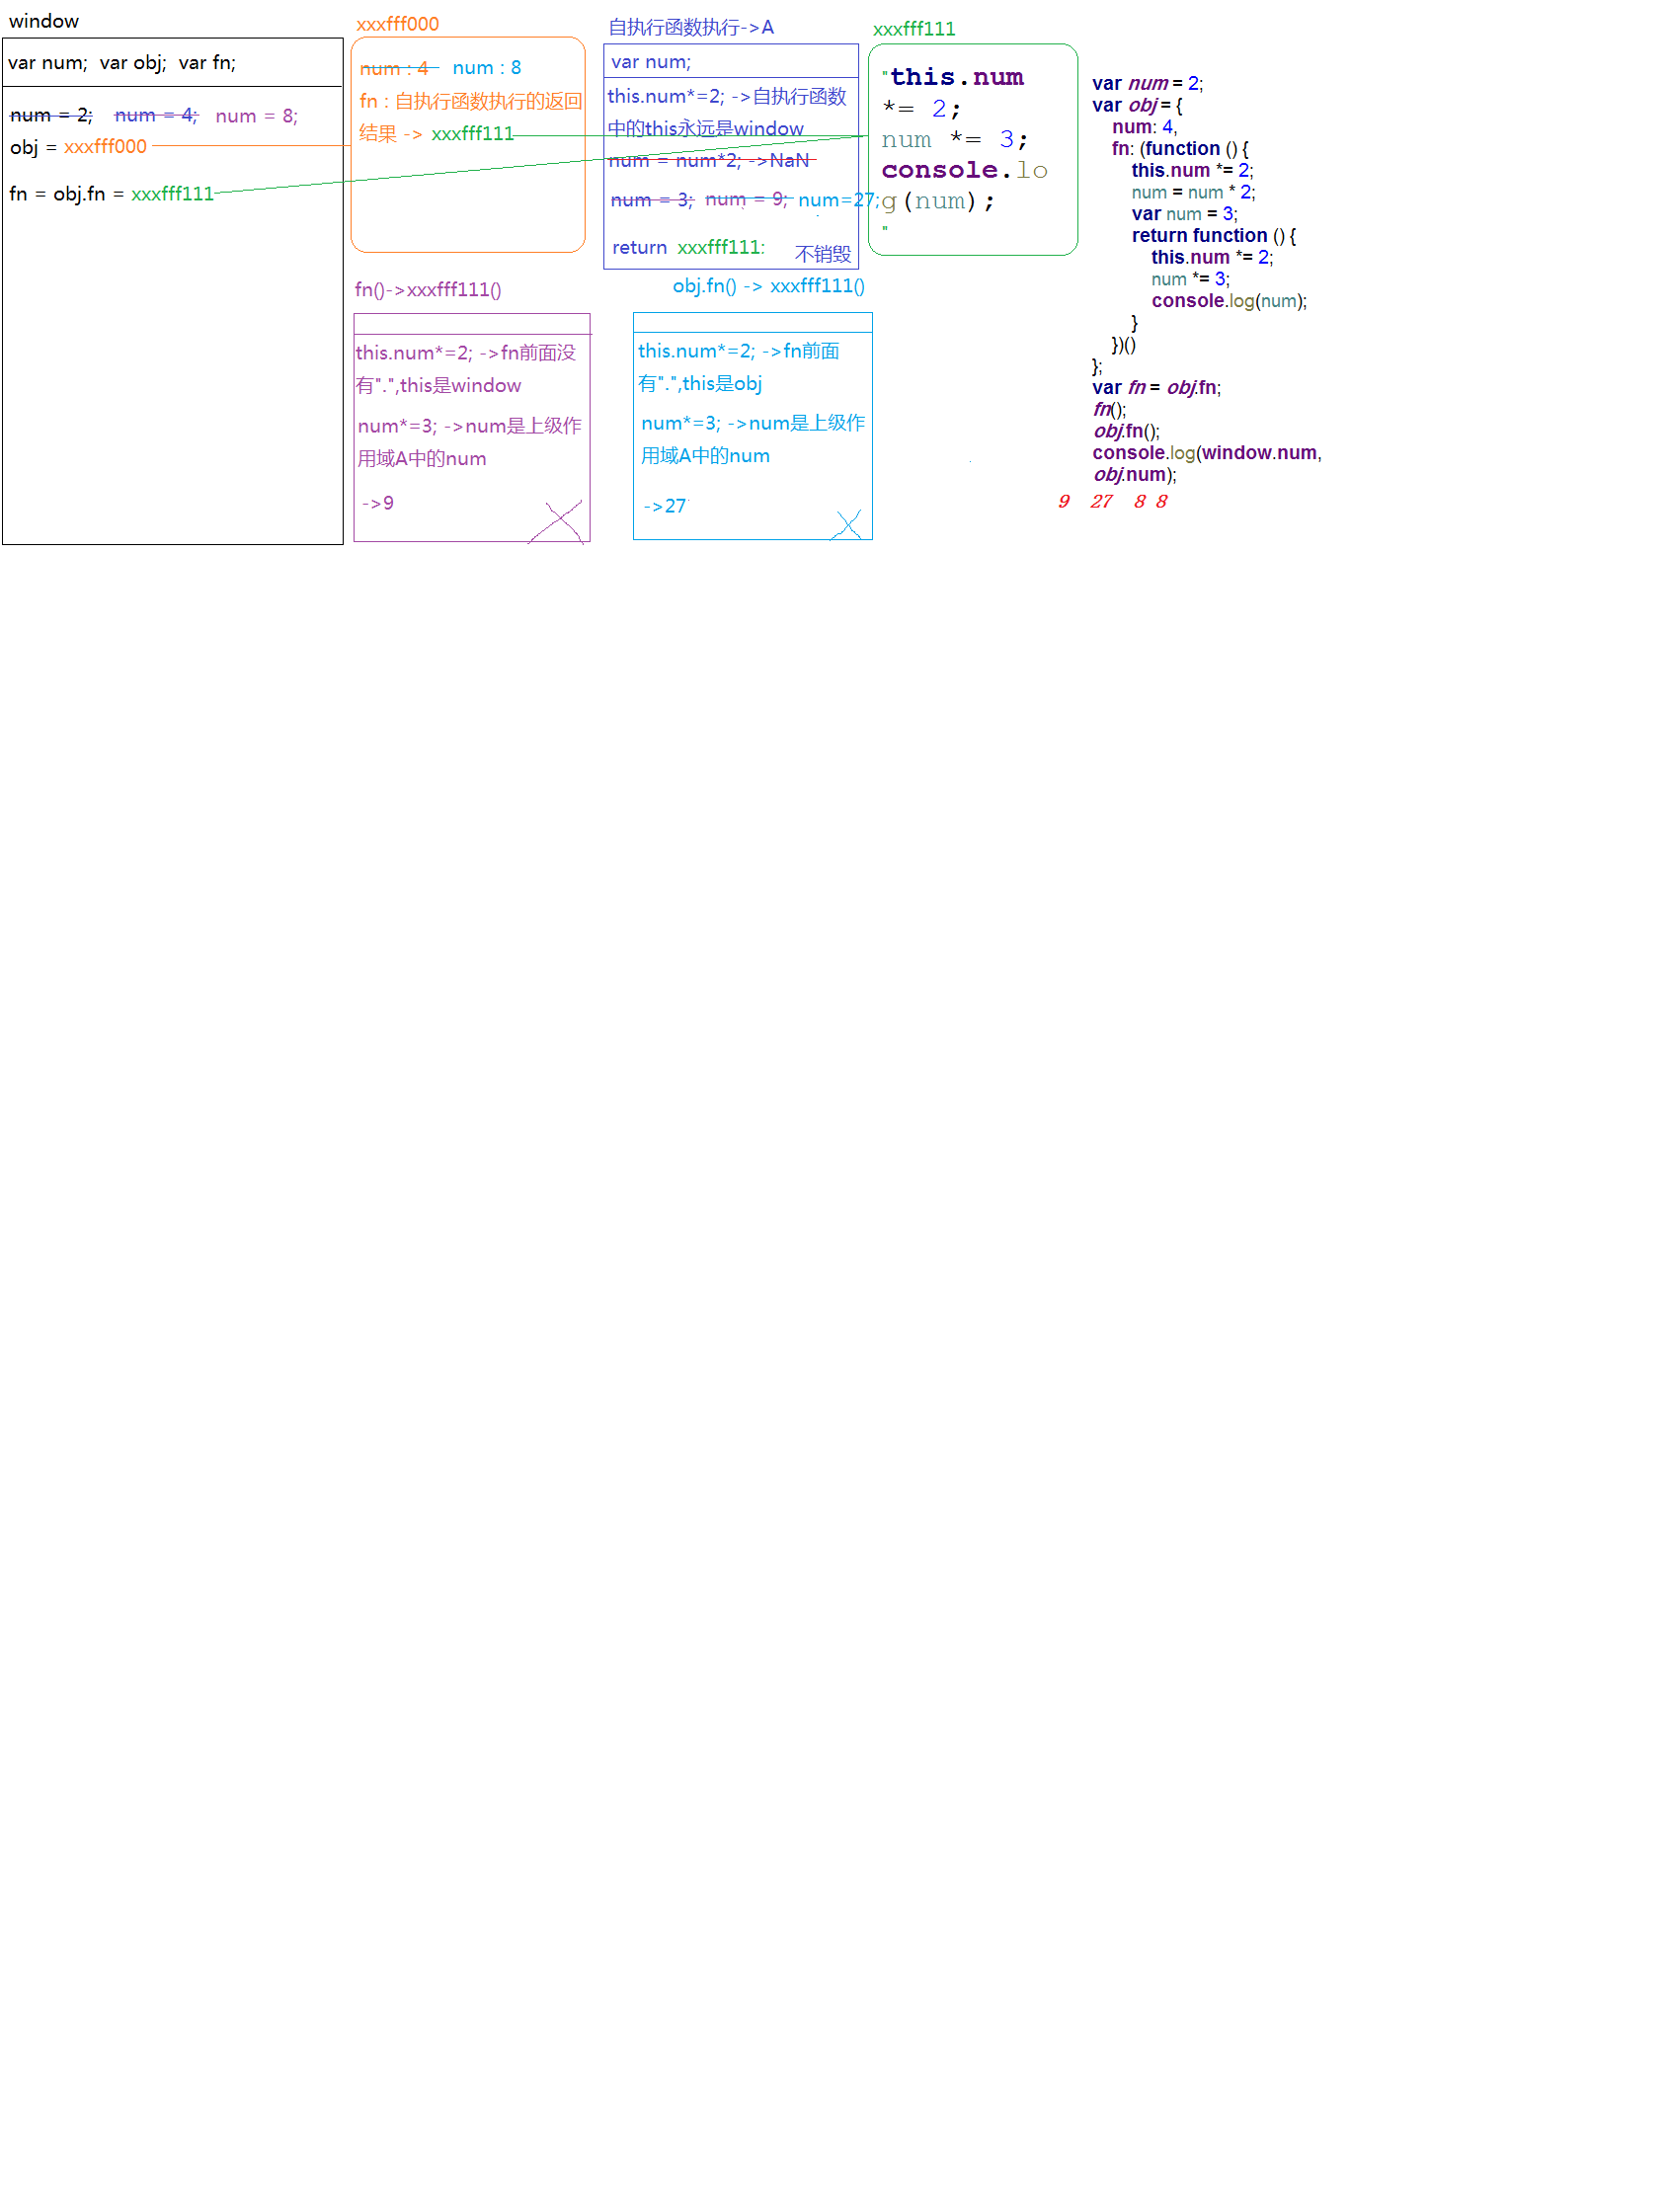 window
var num;  var obj;  var fn;
num = 2;  num = 4;  num = 8;
obj = xxxfff000
fn = obj.fn = xxxfff111
xxxfff000
num : 4  num : 8
fn : 自执行函数执行的返回
结果 -> xxxfff111
自执行函数执行->A
var num;
this.num*=2; ->自执行函数
中的this永远是window
num = num*2; ->NaN
num = 3;  num = 9;  num=27;
return  xxxfff111:  不销毁
xxxfff111
"this.num
*= 2;
num *= 3;
console.lo
g(num);
"
fn()->xxxfff111()
this.num*=2; ->fn前面没
有".",this是window
num*=3; ->num是上级作
用域A中的num
->9
obj.fn() -> xxxfff111()
this.num*=2; ->fn前面
有".",this是obj
num*=3; ->num是上级作
用域A中的num
->27
var num = 2;
var obj = {
num: 4,
fn: (function () {
this.num *= 2;
num = num * 2;
var num = 3;
return function () {
this.num *= 2;
num *= 3;
console.log(num);
}
})()
};
var fn = obj.fn;
fn();
obj.fn();
console.log(window.num,
obj.num);
9  27  8  8